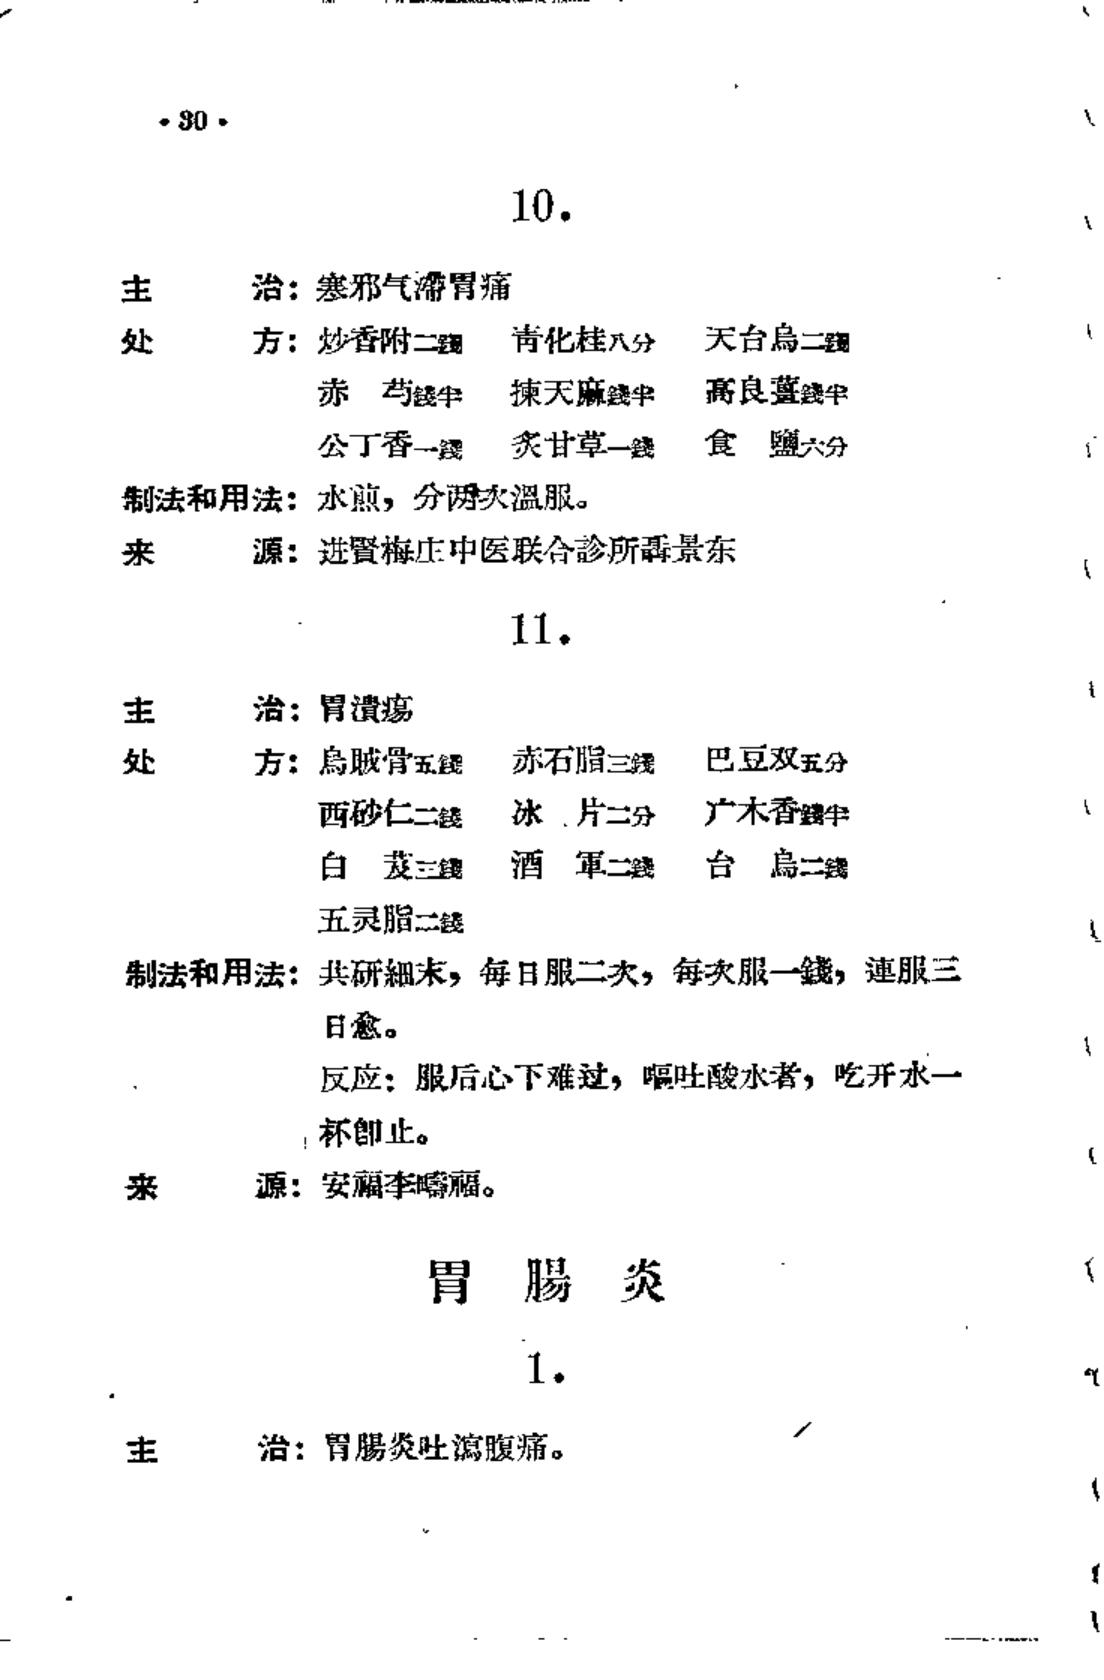 •30•
10.
主 治：寒邪气滯胃痛
处 方：炒香附二錢 青化桂八分 天台烏二錢
赤 芍錢半 揀天麻錢半 高良薑錢半
公丁香一錢 炙甘草一錢 食 鹽六分
制法和用法：水煎，分两次溫服。
来 源：进賢梅庄中医联合診所聶景东
11.
主 治：胃潰瘍
处 方：烏賊骨五錢 赤石脂三錢 巴豆双五分
西砂仁二錢 冰 片二分 广木香錢半
白 芨三錢 酒 軍二錢 台 烏二錢
五灵脂二錢
制法和用法：共研細末，每日服二次，每次服一錢，連服三
日愈。
反应：服后心下难过，嘔吐酸水者，吃开水一
杯卽止。
来 源：安福李疇福。
胃腸炎
1.
主 治：胃腸炎吐瀉腹痛。